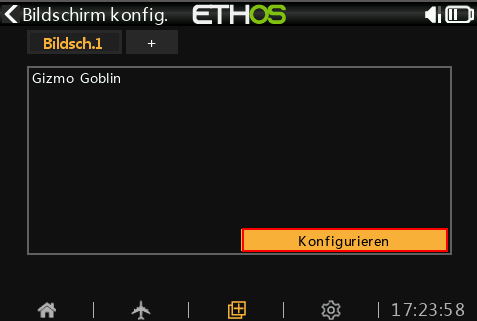 Bildschirm konfig.
ETHOS
Bildsch.1
+
Gizmo Goblin
Konfigurieren
17:23:58